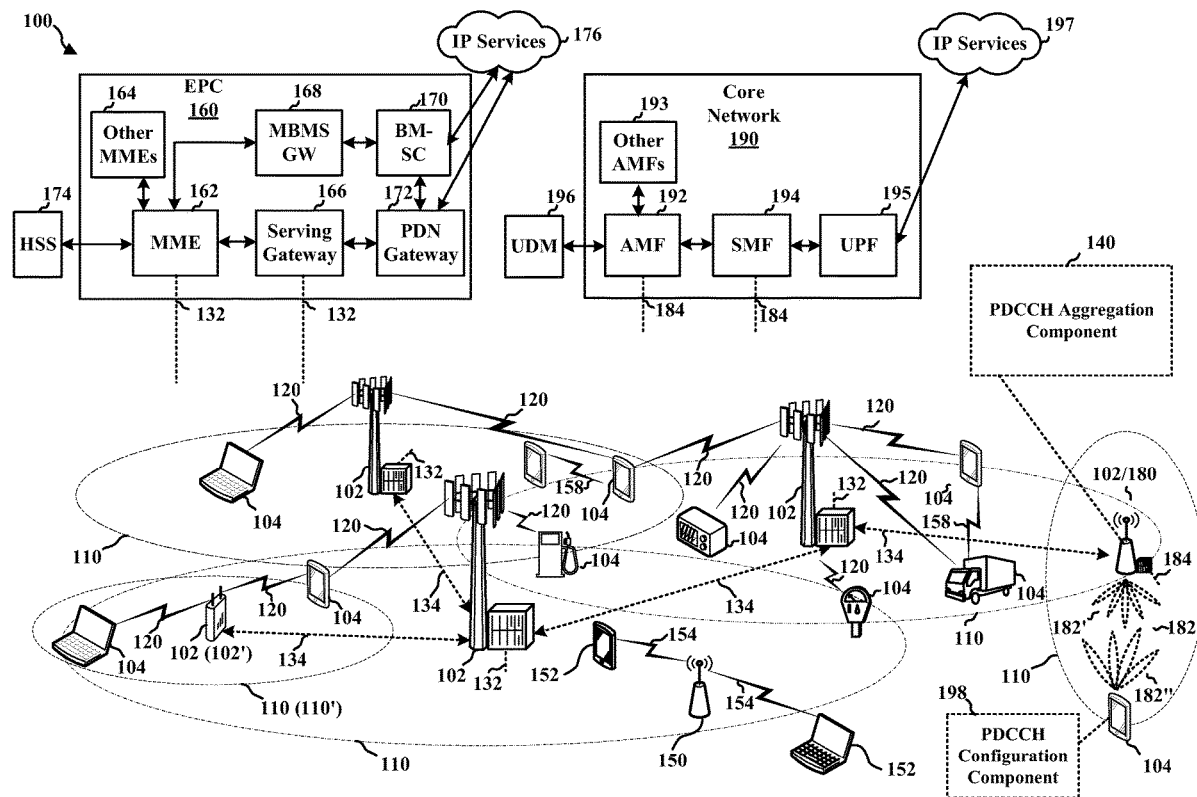 100
IP Services
176
IP Services
197
EPC
160
164
Other
MMEs
168
MBMS
GW
170
BM-
SC
Core
Network
190
193
Other
AMFs
174
HSS
162
MME
166
Serving
Gateway
172
PDN
Gateway
196
UDM
192
AMF
194
SMF
195
UPF
140
PDCCH Aggregation
Component
132
132
184
184
120
120
120
120
120
120
120
104
102
132
158
104
102
132
104
102/180
158
110
120
120
104
104
134
104
134
184
120
120
104
110
182'
182
120
102 (102')
104
134
134
102
132
154
152
110
182"
110 (110')
154
198
PDCCH
Configuration
Component
104
110
150
152